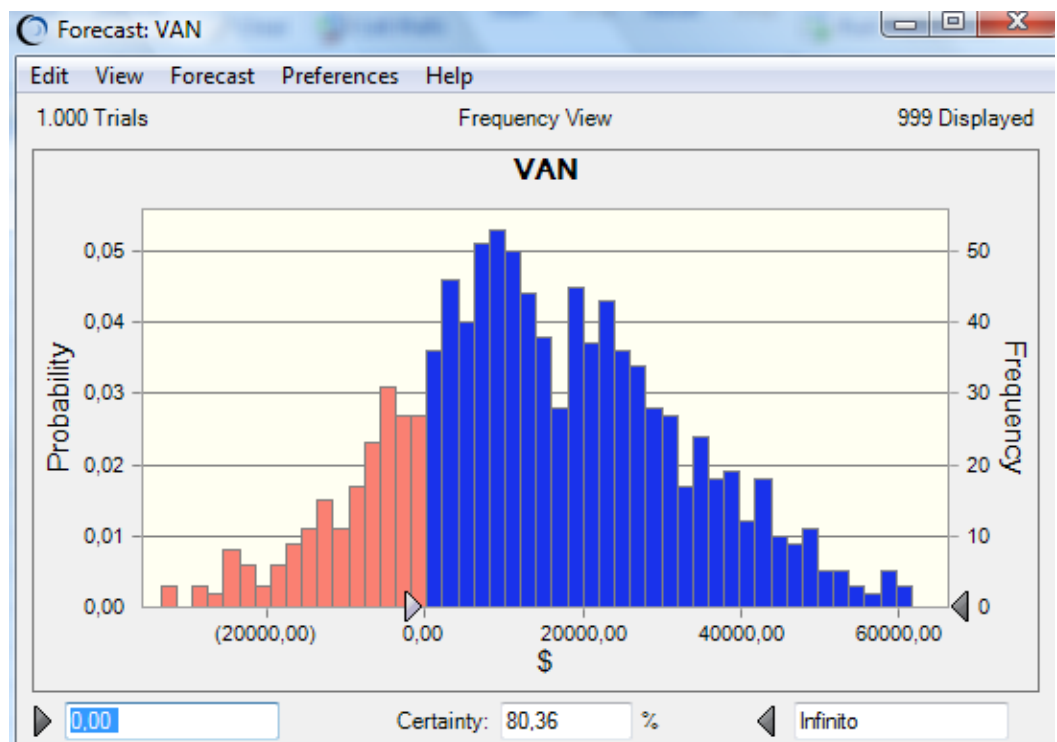 Forecast: VAN
Edit View Forecast Preferences Help
1.000 Trials Frequency View 999 Displayed
VAN
Probability
0,05
0,04
0,03
0,02
0,01
0,00
50
40
30
20
10
0
Frequency
(20000,00) 0,00 20000,00 40000,00 60000,00
$
0,00 Certainty: 80,36 % Infinito